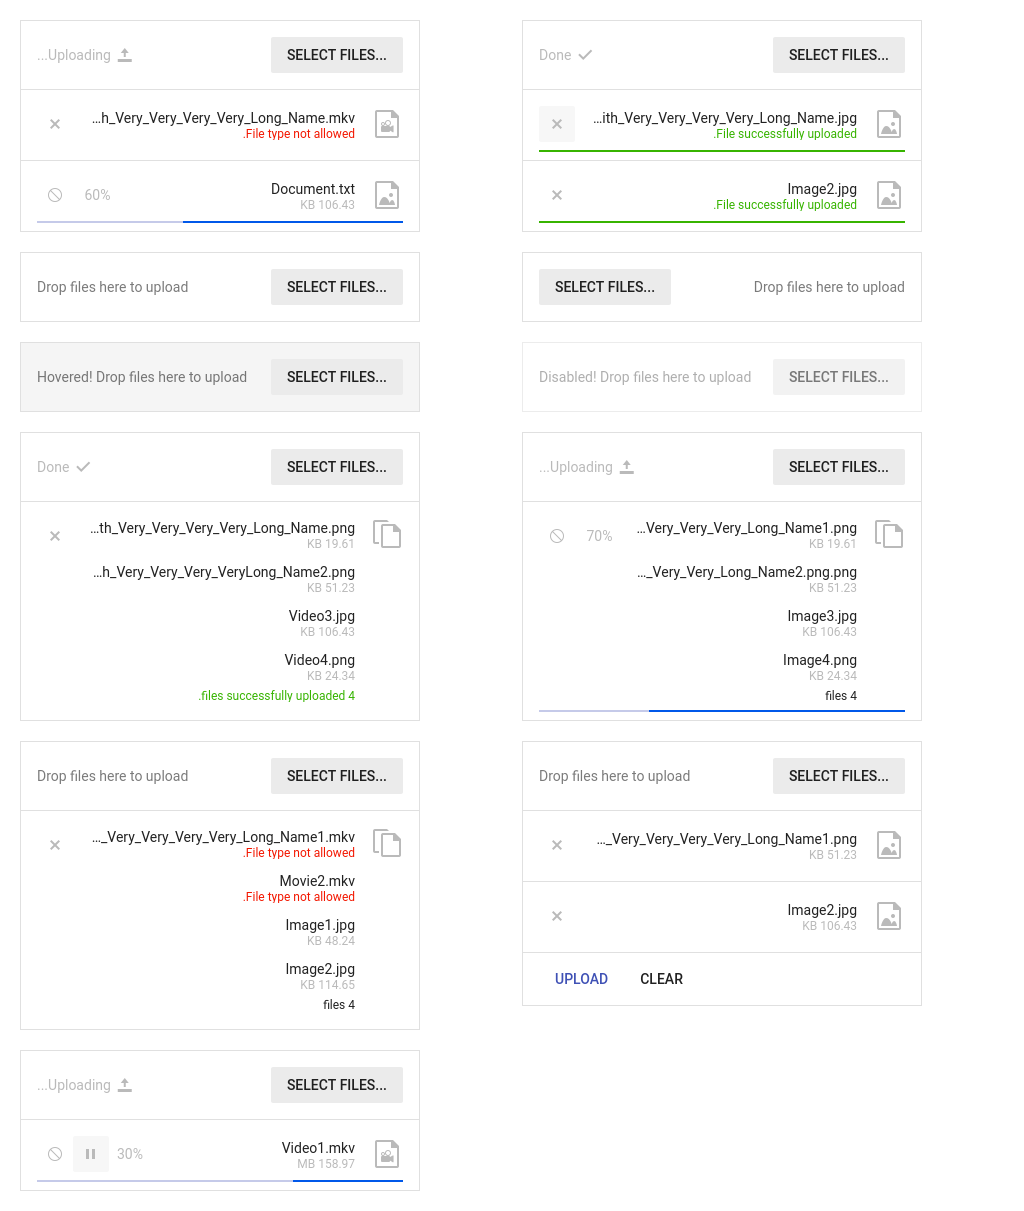 ...Uploading
SELECT FILES...
...h_Very_Very_Very_Very_Long_Name.mkv
.File type not allowed
60%
Document.txt
KB 106.43
Done
SELECT FILES...
...ith_Very_Very_Very_Very_Long_Name.jpg
.File successfully uploaded
Image2.jpg
.File successfully uploaded
Drop files here to upload
SELECT FILES...
SELECT FILES...
Drop files here to upload
Hovered! Drop files here to upload
SELECT FILES...
Disabled! Drop files here to upload
SELECT FILES...
Done
SELECT FILES...
...th_Very_Very_Very_Very_Long_Name.png
KB 19.61
...h_Very_Very_Very_VeryLong_Name2.png
KB 51.23
Video3.jpg
KB 106.43
Video4.png
KB 24.34
.files successfully uploaded 4
...Uploading
SELECT FILES...
70%
...Very_Very_Very_Long_Name1.png
KB 19.61
..._Very_Very_Long_Name2.png.png
KB 51.23
Image3.jpg
KB 106.43
Image4.png
KB 24.34
files 4
Drop files here to upload
SELECT FILES...
..._Very_Very_Very_Very_Long_Name1.mkv
.File type not allowed
Movie2.mkv
.File type not allowed
Image1.jpg
KB 48.24
Image2.jpg
KB 114.65
files 4
Drop files here to upload
SELECT FILES...
..._Very_Very_Very_Very_Long_Name1.png
KB 51.23
Image2.jpg
KB 106.43
UPLOAD
CLEAR
...Uploading
SELECT FILES...
30%
Video1.mkv
MB 158.97